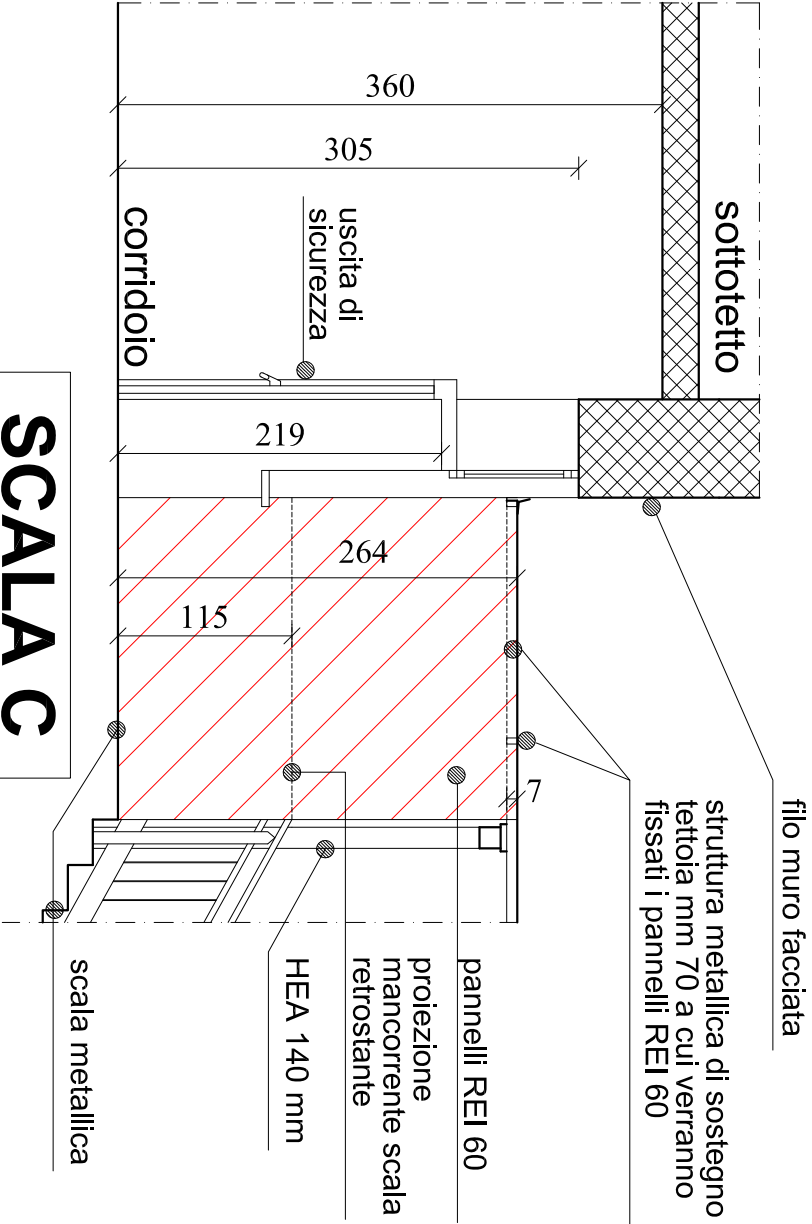 sottotetto
360
305
uscita di
sicurezza
corridoio
219
264
115
7
filo muro facciata
struttura metallica di sostegno
tettoia mm 70 a cui verranno
fissati i pannelli REI 60
pannelli REI 60
proiezione
mancorrente scala
retrostante
HEA 140 mm
scala metallica
SCALA C